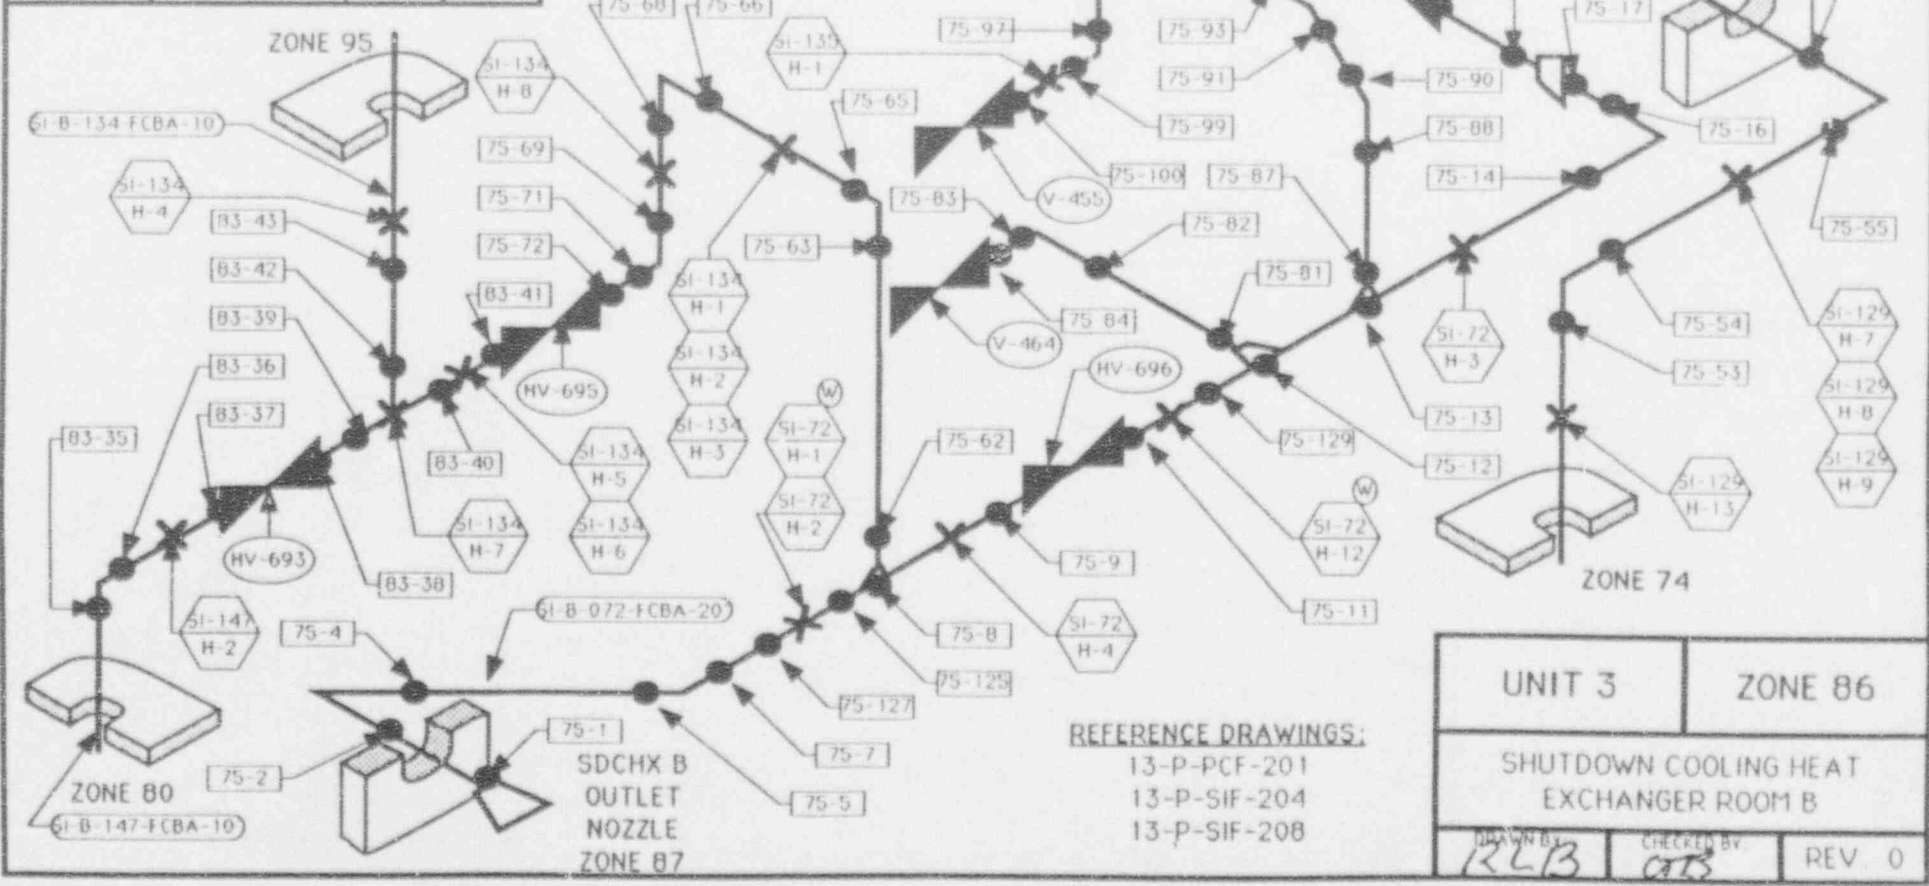 75-68
75-66
75-97
75-93
75-17
ZONE 95
SI-134
H-8
SI-135
H-1
75-91
75-90
75-65
75-99
75-88
75-16
SI-B-134-FCBA-10
75-69
SI-134
H-4
75-71
75-100
75-87
75-14
75-83
V-455
83-43
75-72
75-63
75-82
75-55
83-42
83-41
SI-134
H-1
75-81
83-39
75-84
V-464
SI-72
H-3
75-54
SI-129
H-7
83-36
SI-134
H-2
HV-695
HV-696
75-53
SI-129
H-8
83-37
W
83-35
83-40
SI-134
H-3
SI-72
H-1
75-62
75-129
75-13
75-12
SI-134
H-5
SI-129
H-9
SI-134
H-7
SI-134
H-6
SI-72
H-2
W
SI-72
H-12
SI-129
H-13
HV-693
83-38
75-9
ZONE 74
SI-147
H-2
75-4
SI-B-072-FCBA-20
75-8
SI-72
H-4
75-11
75-125
75-127
75-1
75-7
75-2
75-5
ZONE 80
SI-B-147-FCBA-10
SDCHX B
OUTLET
NOZZLE
ZONE 87
REFERENCE DRAWINGS:
13-P-PCF-201
13-P-SIF-204
13-P-SIF-208
UNIT 3
ZONE 86
SHUTDOWN COOLING HEAT
EXCHANGER ROOM B
DRAWN BY:
RLB
CHECKED BY:
REV 0